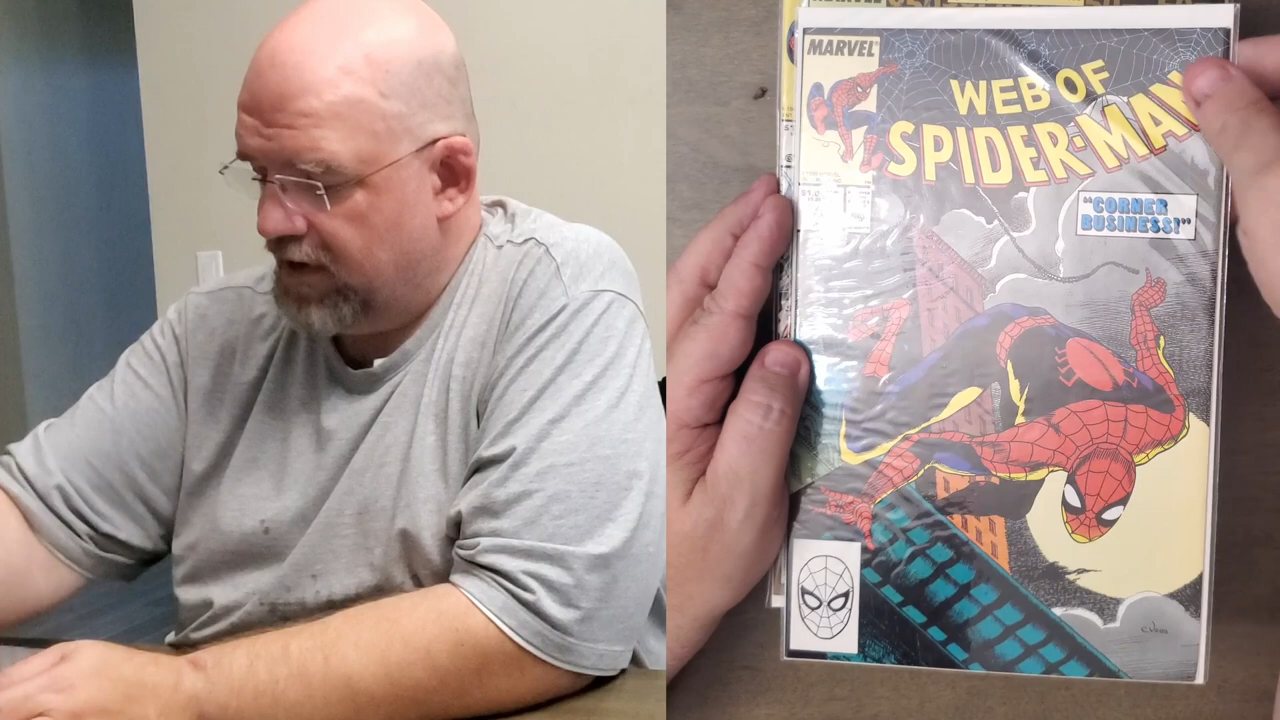 MARVEL
WEB OF
SPIDER-MAN
"CORNER
BUSINESS!"